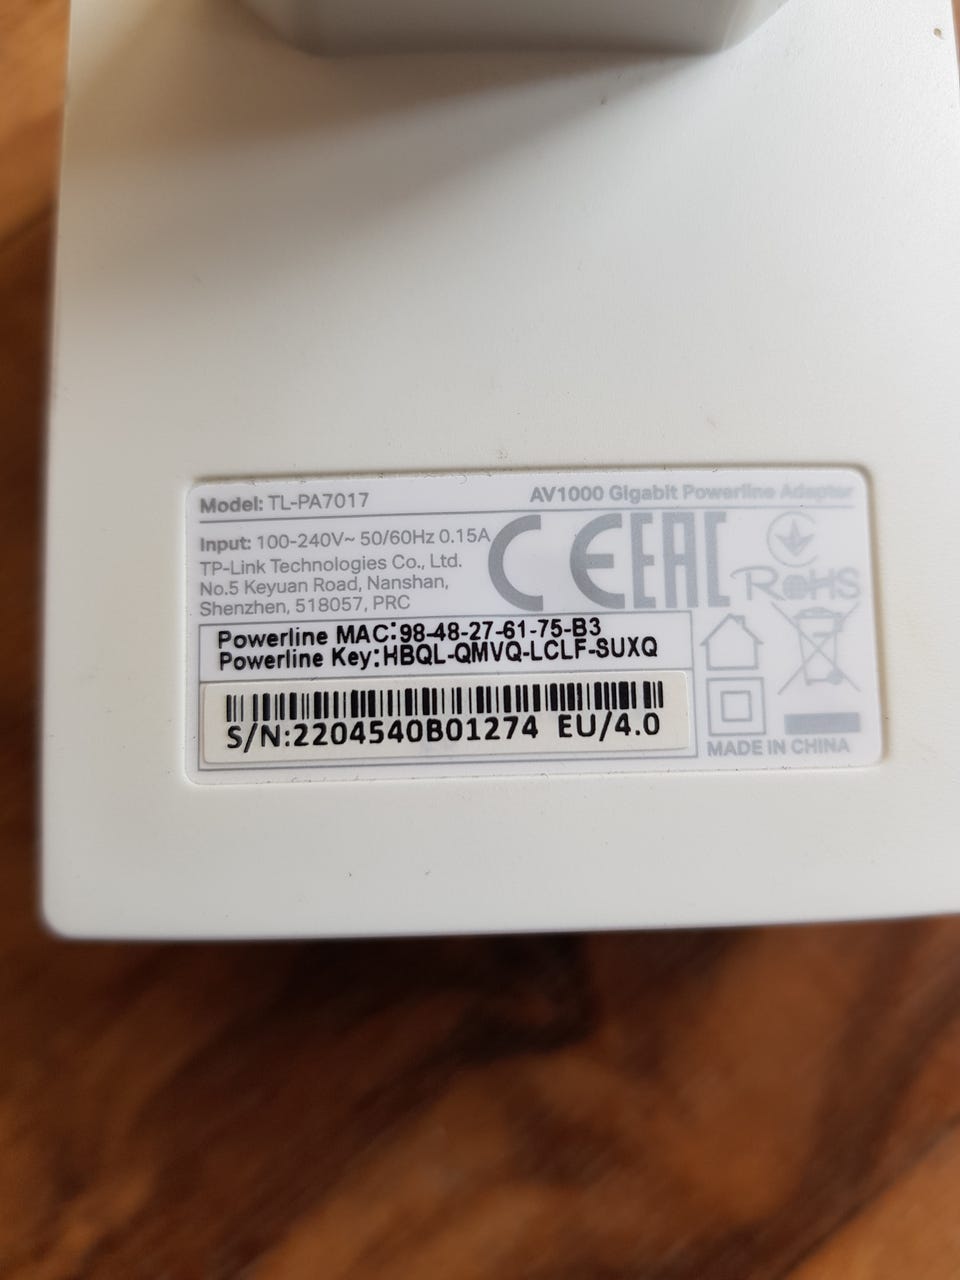 Model: TL-PA7017
AV1000 Gigabit Powerline Adapter
Input: 100-240V~ 50/60Hz 0.15A
TP-Link Technologies Co., Ltd.
No.5 Keyuan Road, Nanshan,
Shenzhen, 518057, PRC
CE EAC
RoHS
Powerline MAC:98-48-27-61-75-B3
Powerline Key:HBQL-QMVQ-LCLF-SUXQ
S/N:2204540B01274 EU/4.0
MADE IN CHINA